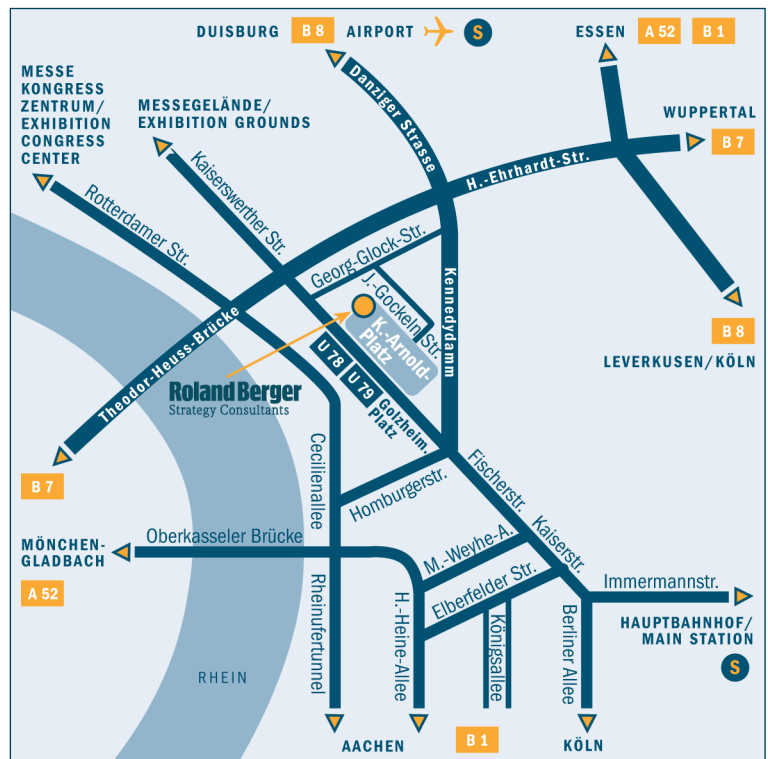 DUISBURG B 8 AIRPORT S
ESSEN A 52 B 1
MESSE
KONGRESS
ZENTRUM/
EXHIBITION
CONGRESS
CENTER
MESSEGELÄNDE/
EXHIBITION GROUNDS
WUPPERTAL
B 7
Danziger Strasse
H.-Ehrhardt-Str.
Kaiserswerther Str.
Rotterdamer Str.
Georg-Glock-Str.
J.-Gockeln Str.
Kennedydamm
K.-Arnold-
Platz
B 8
LEVERKUSEN/KÖLN
Theodor-Heuss-Brücke
U 78
U 79
Golzheim.
Platz
Roland Berger
Strategy Consultants
B 7
Cecilienallee
Homburgerstr.
Fischerstr.
Kaiserstr.
Oberkasseler Brücke
MÖNCHEN-
GLADBACH
A 52
M.-Weyhe-A.
Elberfelder Str.
Immermannstr.
HAUPTBAHNHOF/
MAIN STATION
S
Rheinufertunnel
H.-Heine-Allee
Königsallee
Berliner Allee
RHEIN
AACHEN
B 1
KÖLN